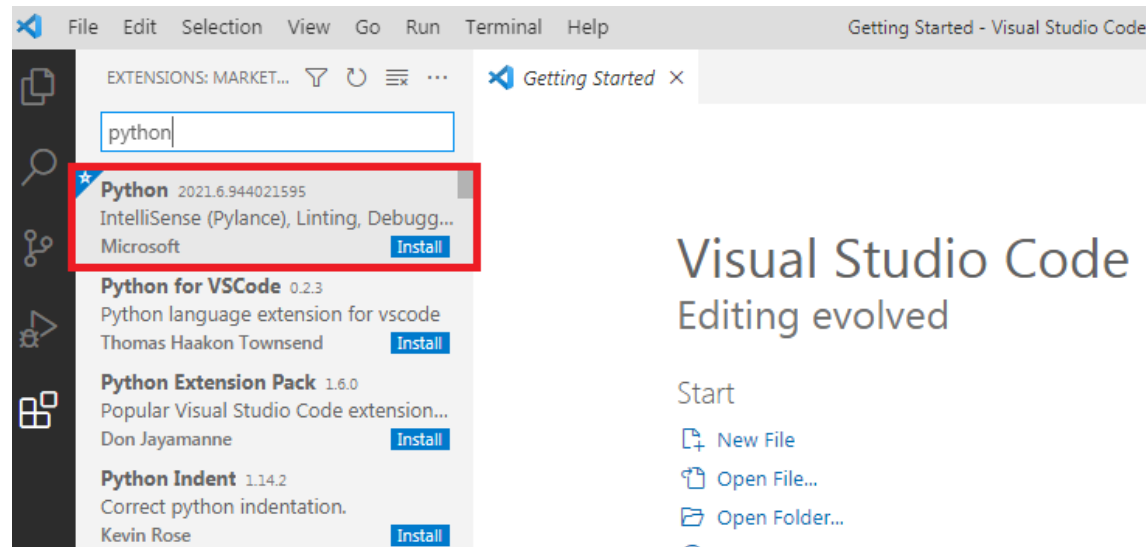 File Edit Selection View Go Run Terminal Help Getting Started - Visual Studio Code
EXTENSIONS: MARKET... 
Getting Started
python
Python 2021.6.944021595
IntelliSense (Pylance), Linting, Debugg...
Microsoft Install
Python for VSCode 0.2.3
Python language extension for vscode
Thomas Haakon Townsend Install
Python Extension Pack 1.6.0
Popular Visual Studio Code extension...
Don Jayamanne Install
Python Indent 1.14.2
Correct python indentation.
Kevin Rose Install
Visual Studio Code
Editing evolved
Start
New File
Open File...
Open Folder...